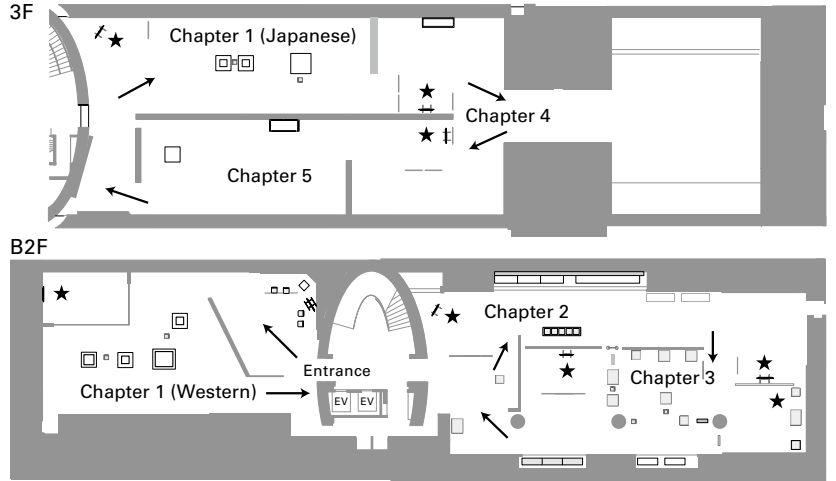 3F
Chapter 1 (Japanese)
Chapter 4
Chapter 5
B2F
Chapter 2
Entrance
Chapter 3
Chapter 1 (Western)
EV EV